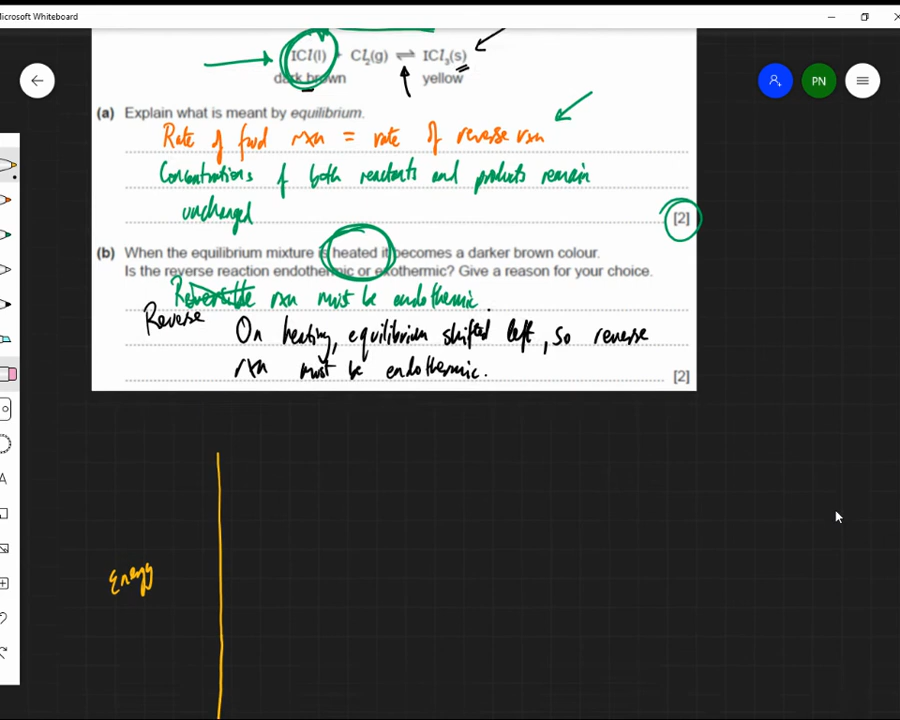 Microsoft Whiteboard
ICl(l) + Cl₂(g) ⇌ ICl₃(s)
dark brown yellow
PN
(a) Explain what is meant by equilibrium.
Rate of fwd rxn = rate of reverse rxn
Concentrations of both reactants and products remain
unchanged
[2]
(b) When the equilibrium mixture is heated it becomes a darker brown colour.
Is the reverse reaction endothermic or exothermic? Give a reason for your choice.
Reversible rxn must be endothermic.
Reverse On heating, equilibrium shifted left, so reverse
rxn must be endothermic.
[2]
Energy